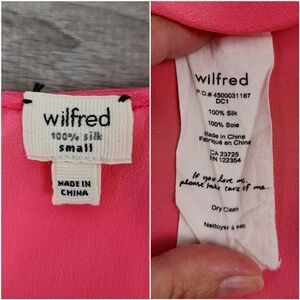 wilfred
100% silk
small
MADE IN
CHINA
wilfred
P.O.# 4500031187
DC1
100% Silk
100% Soie
Made in China
Fabriqué en Chine
CA 23725
RN 122354
If you love me,
please take care of me...
Dry Clean
Nettoyer à sec